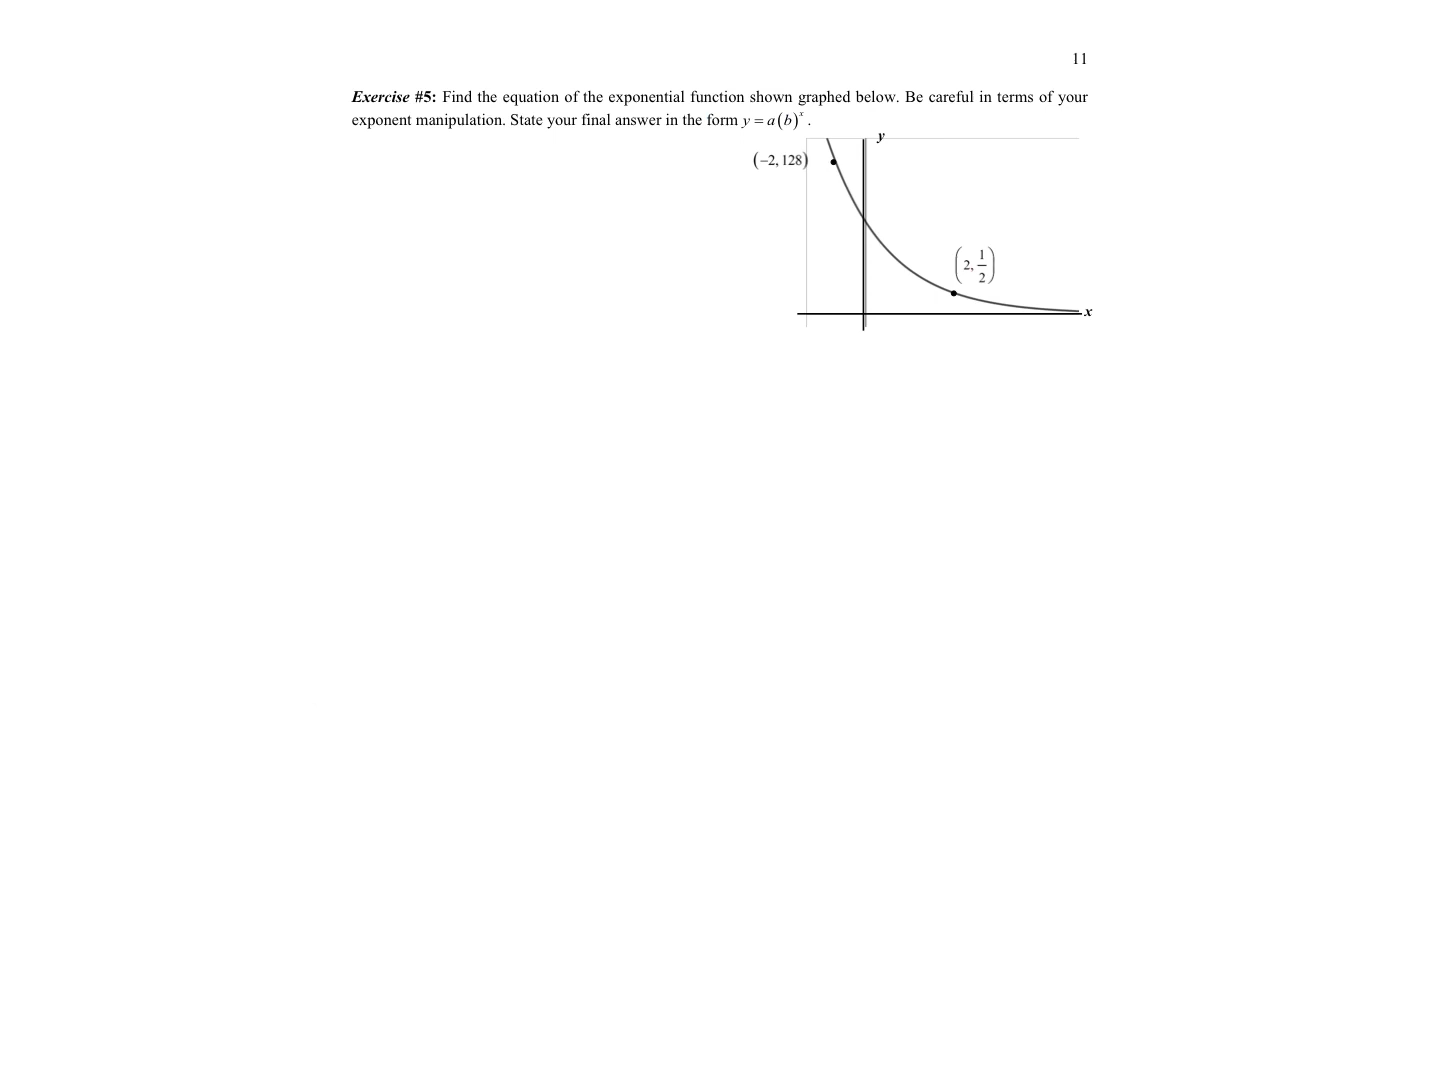 11
Exercise #5: Find the equation of the exponential function shown graphed below. Be careful in terms of your
exponent manipulation. State your final answer in the form y = a(b)^x.
y
(−2, 128)
(2, 1/2)
x